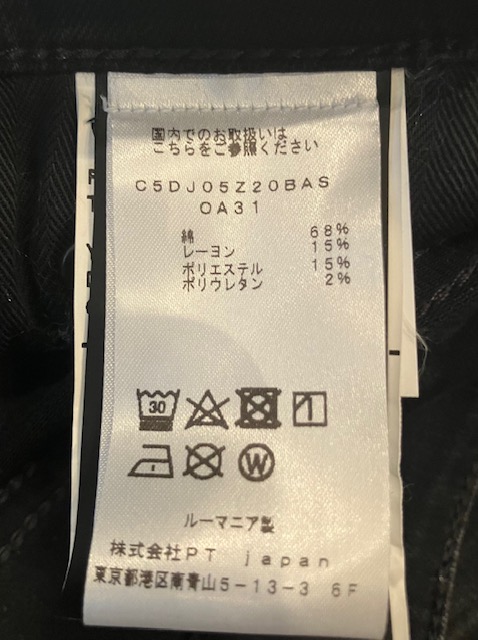 国内でのお取扱いは
こちらをご参照ください
C5DJ05Z20BAS
0A31
綿 68%
レーヨン 15%
ポリエステル 15%
ポリウレタン 2%
30
1
W
ルーマニア製
株式会社PT japan
東京都港区南青山5-13-3 6F